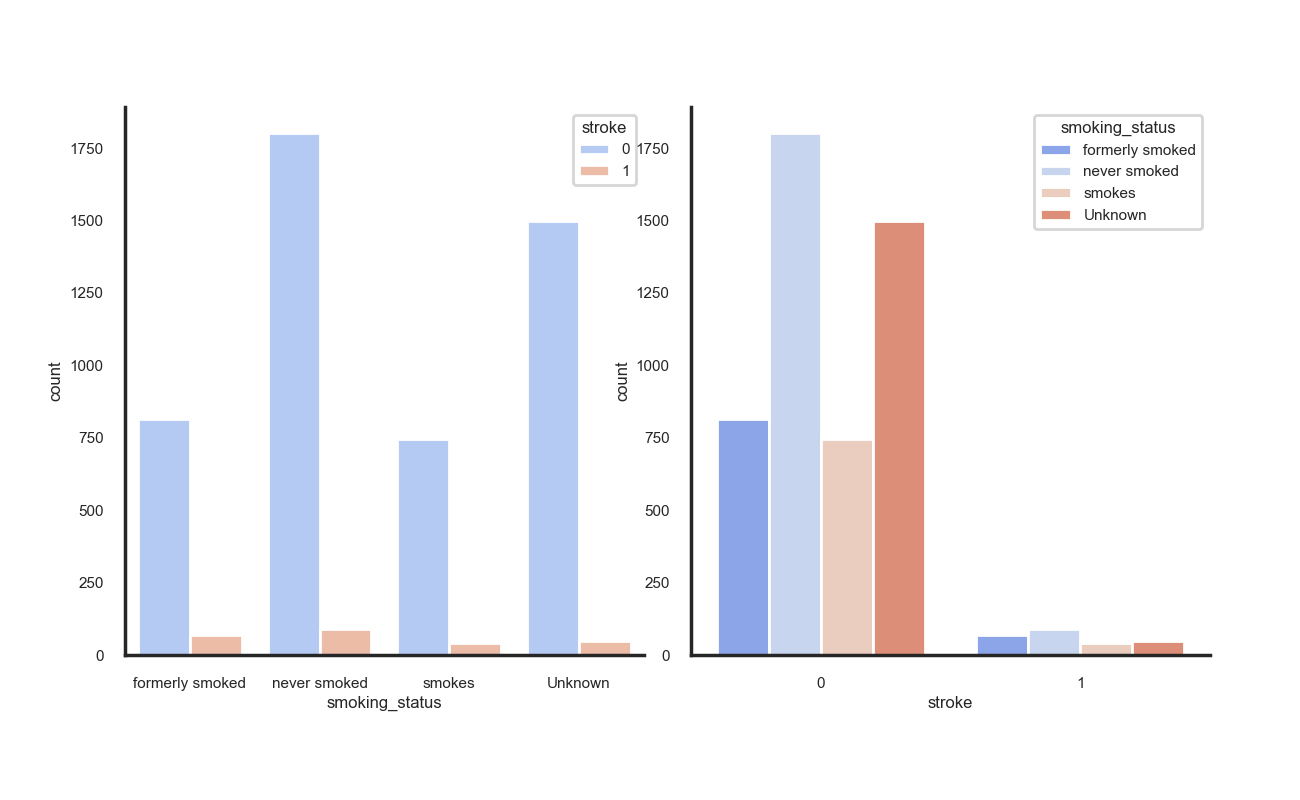 stroke
0
1
1750
1500
1250
1000
750
500
250
0
count
formerly smoked never smoked smokes Unknown
smoking_status
smoking_status
formerly smoked
never smoked
smokes
Unknown
1750
1500
1250
1000
750
500
250
0
count
0 1
stroke